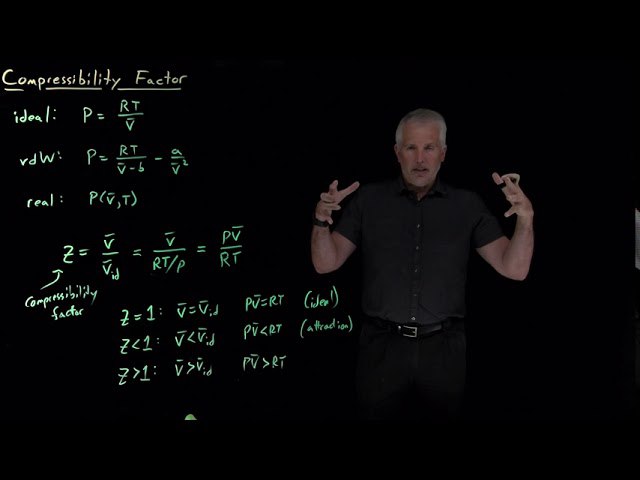 Compressibility Factor
ideal: P = RT/V̄
vdW: P = RT/(V̄-b) - a/V̄²
real: P(V̄,T)
Z = V̄/V̄id = V̄/(RT/P) = PV̄/RT
compressibility
factor
Z=1: V̄=V̄id PV̄=RT (ideal)
Z<1: V̄<V̄id PV̄<RT (attraction)
Z>1: V̄>V̄id PV̄>RT